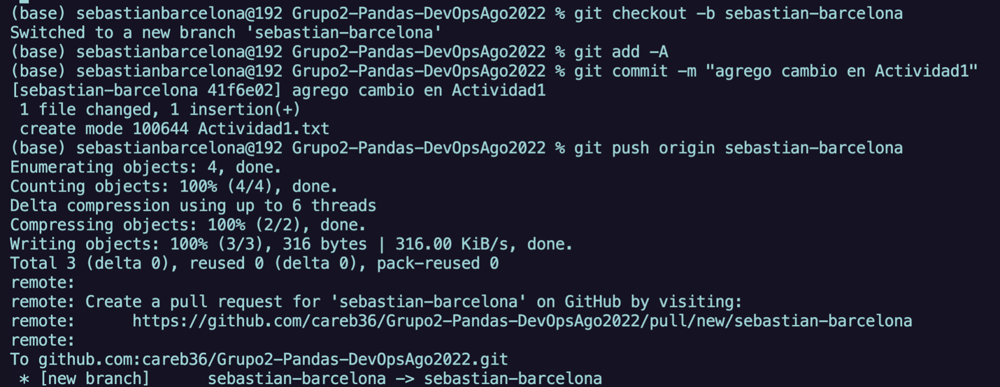 (base) sebastianbarcelona@192 Grupo2-Pandas-DevOpsAgo2022 % git checkout -b sebastian-barcelona
Switched to a new branch 'sebastian-barcelona'
(base) sebastianbarcelona@192 Grupo2-Pandas-DevOpsAgo2022 % git add -A
(base) sebastianbarcelona@192 Grupo2-Pandas-DevOpsAgo2022 % git commit -m "agrego cambio en Actividad1"
[sebastian-barcelona 41f6e02] agrego cambio en Actividad1
 1 file changed, 1 insertion(+)
 create mode 100644 Actividad1.txt
(base) sebastianbarcelona@192 Grupo2-Pandas-DevOpsAgo2022 % git push origin sebastian-barcelona
Enumerating objects: 4, done.
Counting objects: 100% (4/4), done.
Delta compression using up to 6 threads
Compressing objects: 100% (2/2), done.
Writing objects: 100% (3/3), 316 bytes | 316.00 KiB/s, done.
Total 3 (delta 0), reused 0 (delta 0), pack-reused 0
remote:
remote: Create a pull request for 'sebastian-barcelona' on GitHub by visiting:
remote:      https://github.com/careb36/Grupo2-Pandas-DevOpsAgo2022/pull/new/sebastian-barcelona
remote:
To github.com:careb36/Grupo2-Pandas-DevOpsAgo2022.git
 * [new branch]      sebastian-barcelona -> sebastian-barcelona